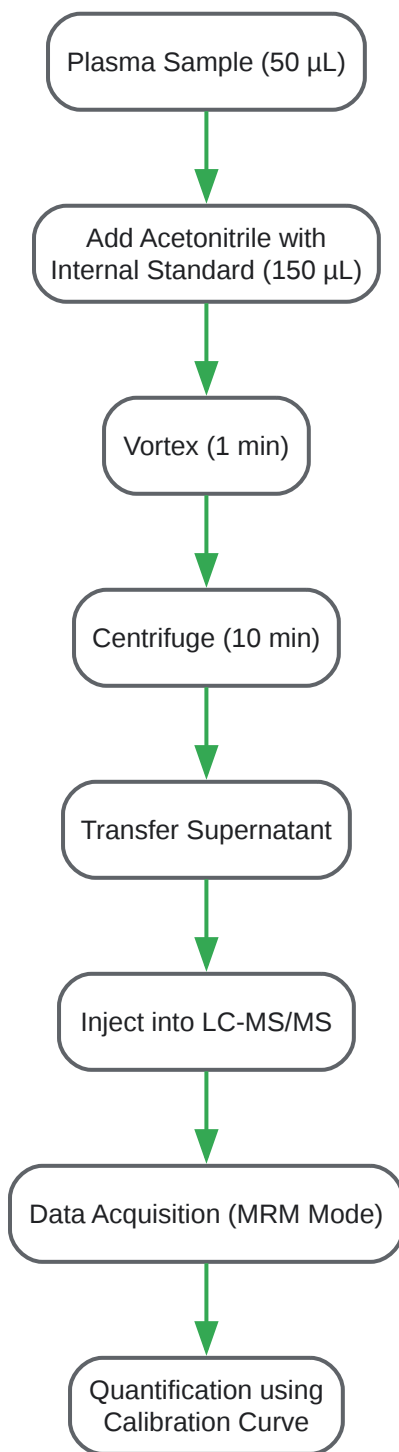 Plasma Sample (50 µL)
Add Acetonitrile with
Internal Standard (150 µL)
Vortex (1 min)
Centrifuge (10 min)
Transfer Supernatant
Inject into LC-MS/MS
Data Acquisition (MRM Mode)
Quantification using
Calibration Curve